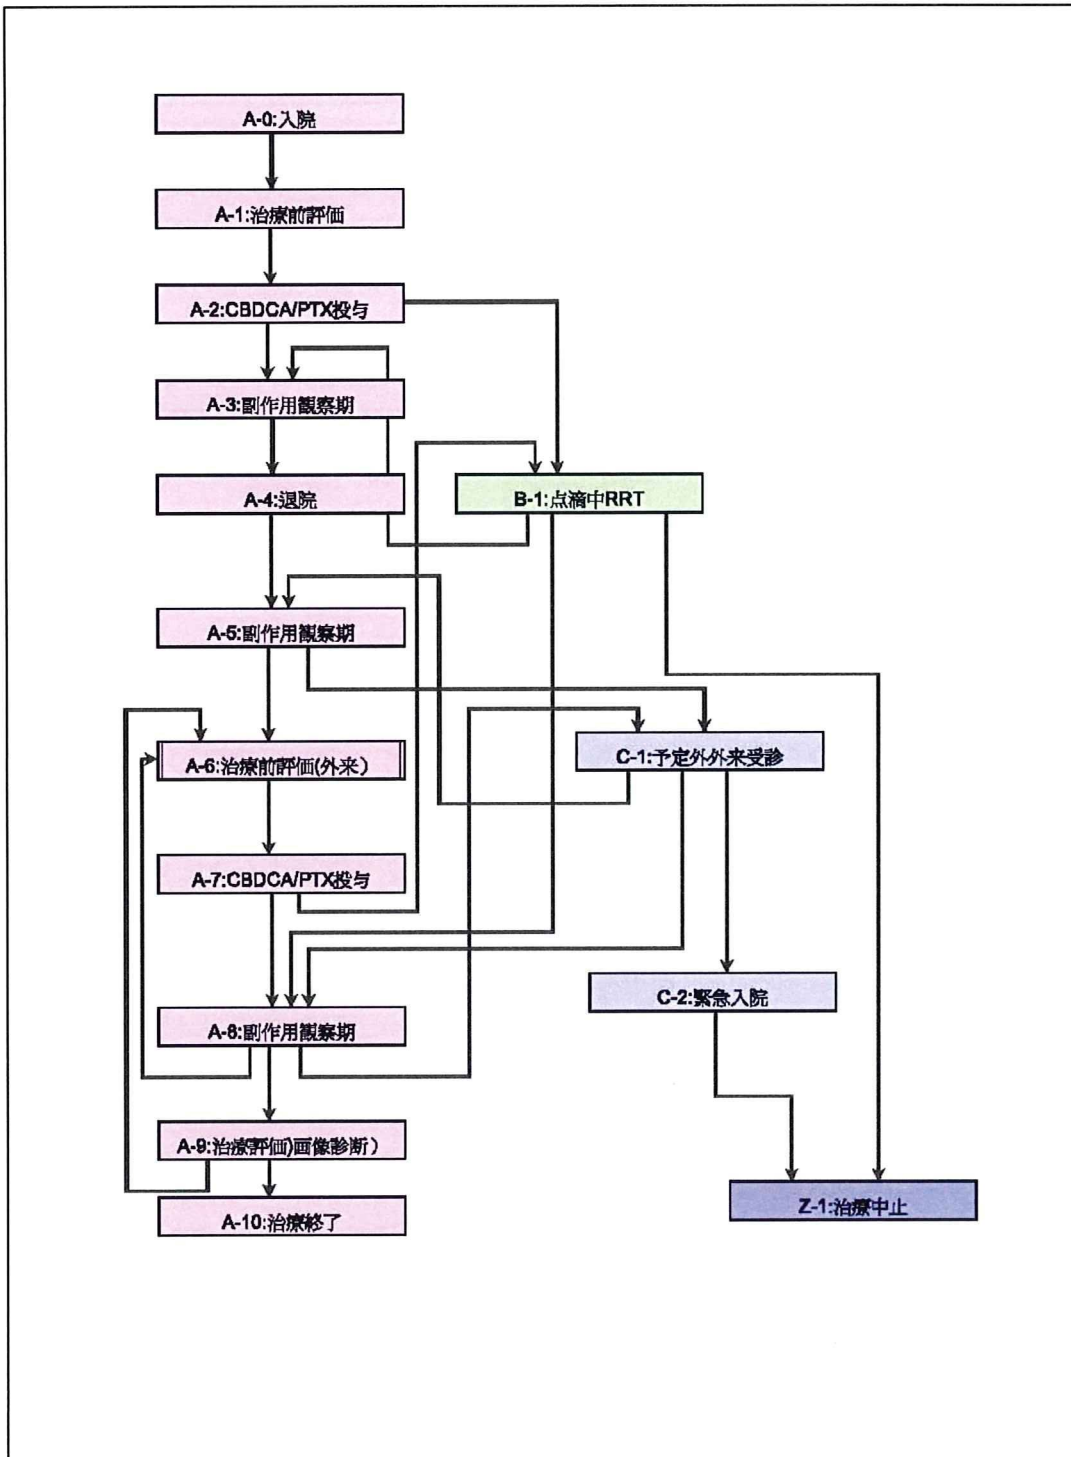 A-0:入院
A-1:治療前評価
A-2:CBDCA/PTX投与
A-3:副作用観察期
A-4:退院
B-1:点滴中RRT
A-5:副作用観察期
A-6:治療前評価(外来）
C-1:予定外外来受診
A-7:CBDCA/PTX投与
C-2:緊急入院
A-8:副作用観察期
A-9:治療評価)画像診断）
A-10:治療終了
Z-1:治療中止